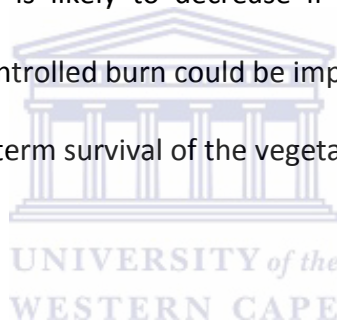 is likely to decrease if
ntrolled burn could be imp
term survival of the vegeta
UNIVERSITY of the
WESTERN CAPE